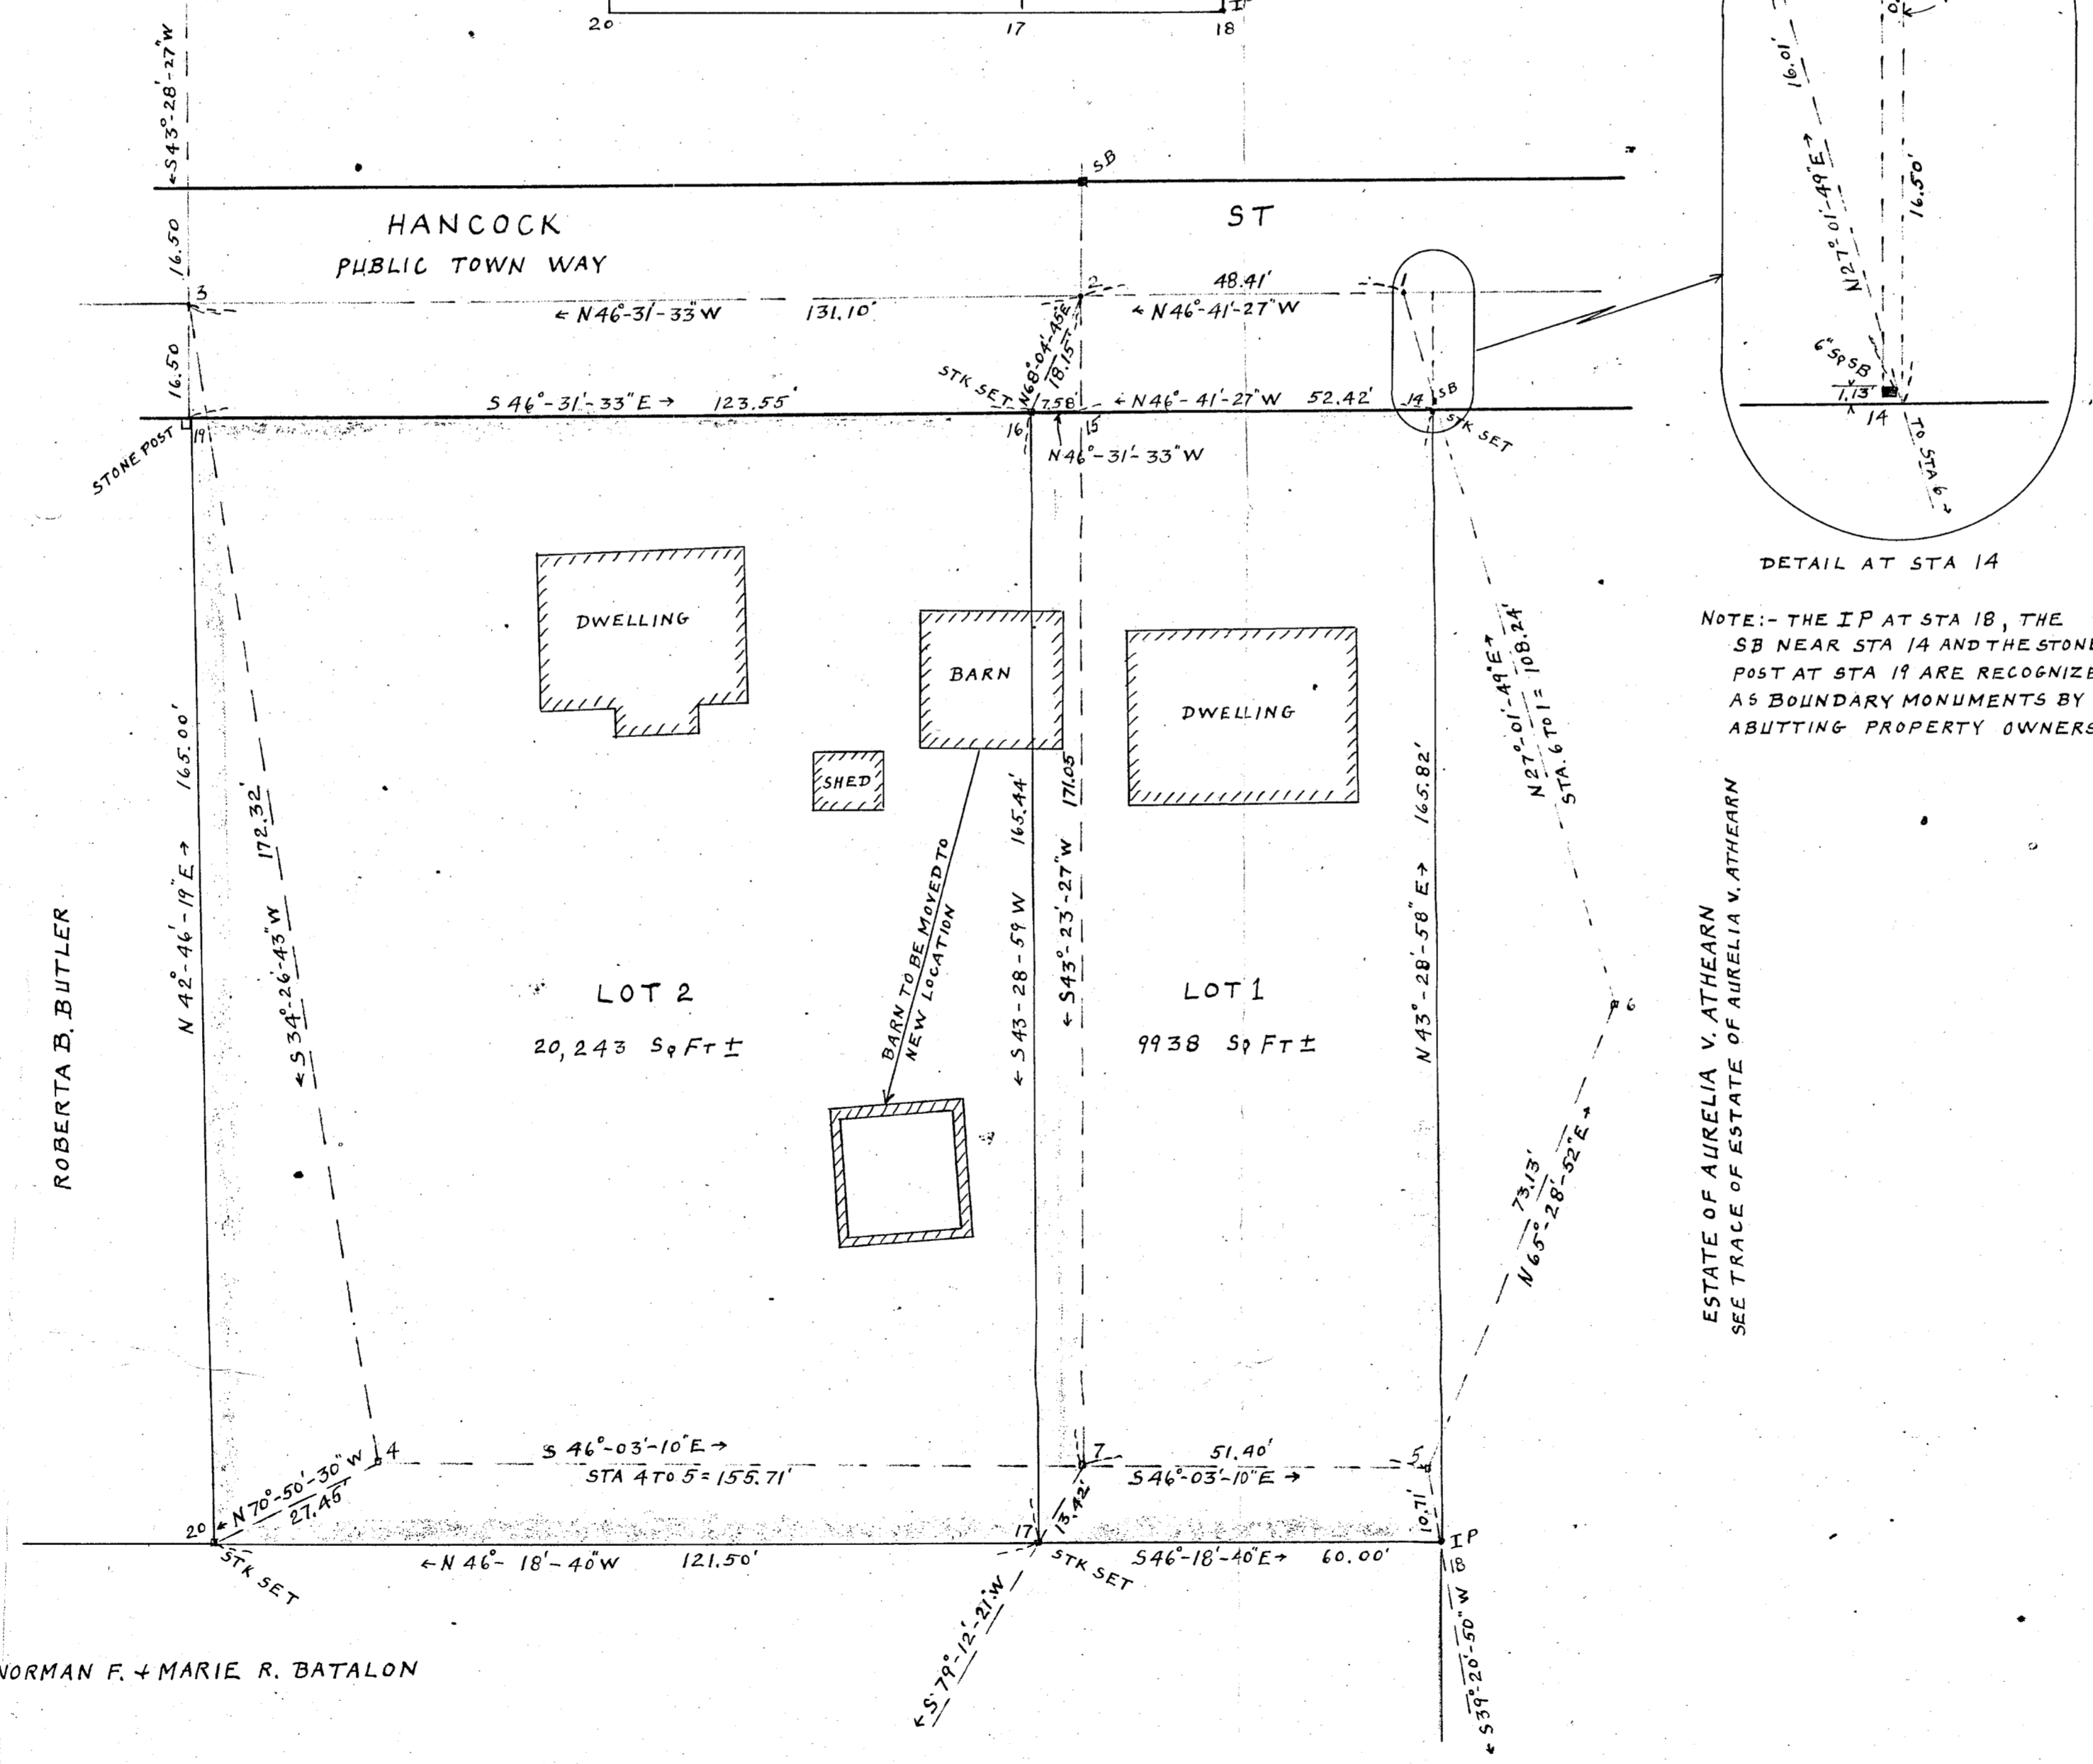 20
17
18
←S43°-28'-27"W
16.50
16.50
SB
HANCOCK
ST
PUBLIC TOWN WAY
3
2
1
48.41'
← N46°-31'-33"W 131.10'
← N46°-41'-27"W
N68°-04'-45"E
18.15'
STK SET
S 46°-31'-33"E → 123.55'
7.58'
← N46°-41'-27"W 52.42'
14
SB
STK SET
STONE POST
19
16
15
N46°-31'-33"W
16.01'
N27°-01'-49"E→
16.50'
6"Sq SB
1.13'
14
TO STA 6
DETAIL AT STA 14
NOTE:- THE IP AT STA 18, THE
SB NEAR STA 14 AND THE STONE
POST AT STA 19 ARE RECOGNIZE
AS BOUNDARY MONUMENTS BY
ABUTTING PROPERTY OWNERS
DWELLING
BARN
DWELLING
SHED
N 42°-46'-19"E → 165.00'
←S 34°-26'-43"W 172.32'
BARN TO BE MOVED TO
NEW LOCATION
← S 43-28-59 W 165.44'
← S43°-23'-27"W 171.05
N 43°-28'-58" E→ 165.82'
N27°-01'-49"E→
STA. 6 TO 1 = 108.24'
6
73.13'
N 65°-28'-52"E→
ROBERTA B. BUTLER
LOT 2
20,243 Sq FT ±
LOT 1
9938 Sq FT ±
ESTATE OF AURELIA V. ATHEARN
SEE TRACE OF ESTATE OF AURELIA V. ATHEARN
4
S 46°-03'-10"E →
STA 4 TO 5 = 155.71'
7
51.40'
S46°-03'-10"E →
5
← N 70°-50'-30" W
27.45'
20
STK SET
← N 46°- 18'- 40"W 121.50'
17
13.42'
STK SET
S46°-18'-40"E→ 60.00'
10.71'
IP
18
← S 79°-12'-21"W
← S39°-20'-50" W
NORMAN F. + MARIE R. BATALON